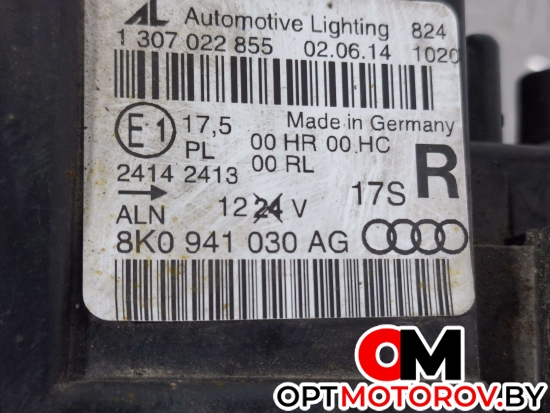 AL Automotive Lighting 824
1 307 022 855 02.06.14 1020
E1 17,5 Made in Germany
PL 00 HR 00 HC
00 RL
2414 2413
→ 17S R
ALN 12 24 V
8K0 941 030 AG
OM
OPTMOTOROV.BY